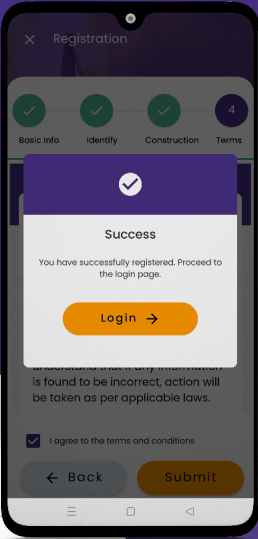 Registration
4
Basic Info Identify Construction Terms
Success
You have successfully registered. Proceed to
the login page.
Login
understand that if any information
is found to be incorrect, action will
be taken as per applicable laws.
I agree to the terms and conditions
Back Submit